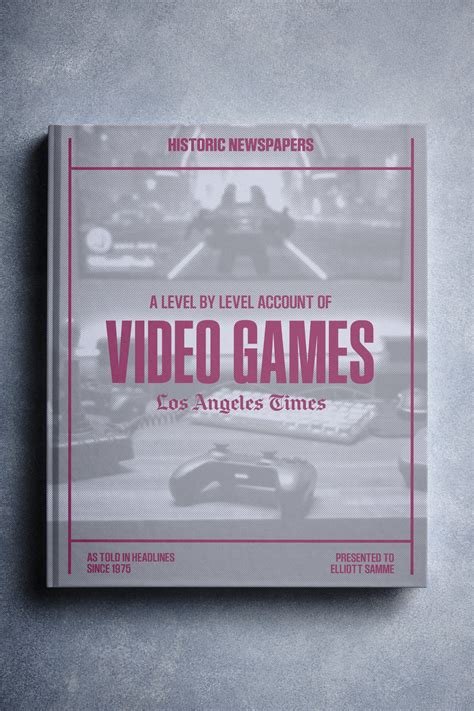 HISTORIC NEWSPAPERS
A LEVEL BY LEVEL ACCOUNT OF
VIDEO GAMES
Los Angeles Times
AS TOLD IN HEADLINES
SINCE 1975
PRESENTED TO
ELLIOTT SAMME